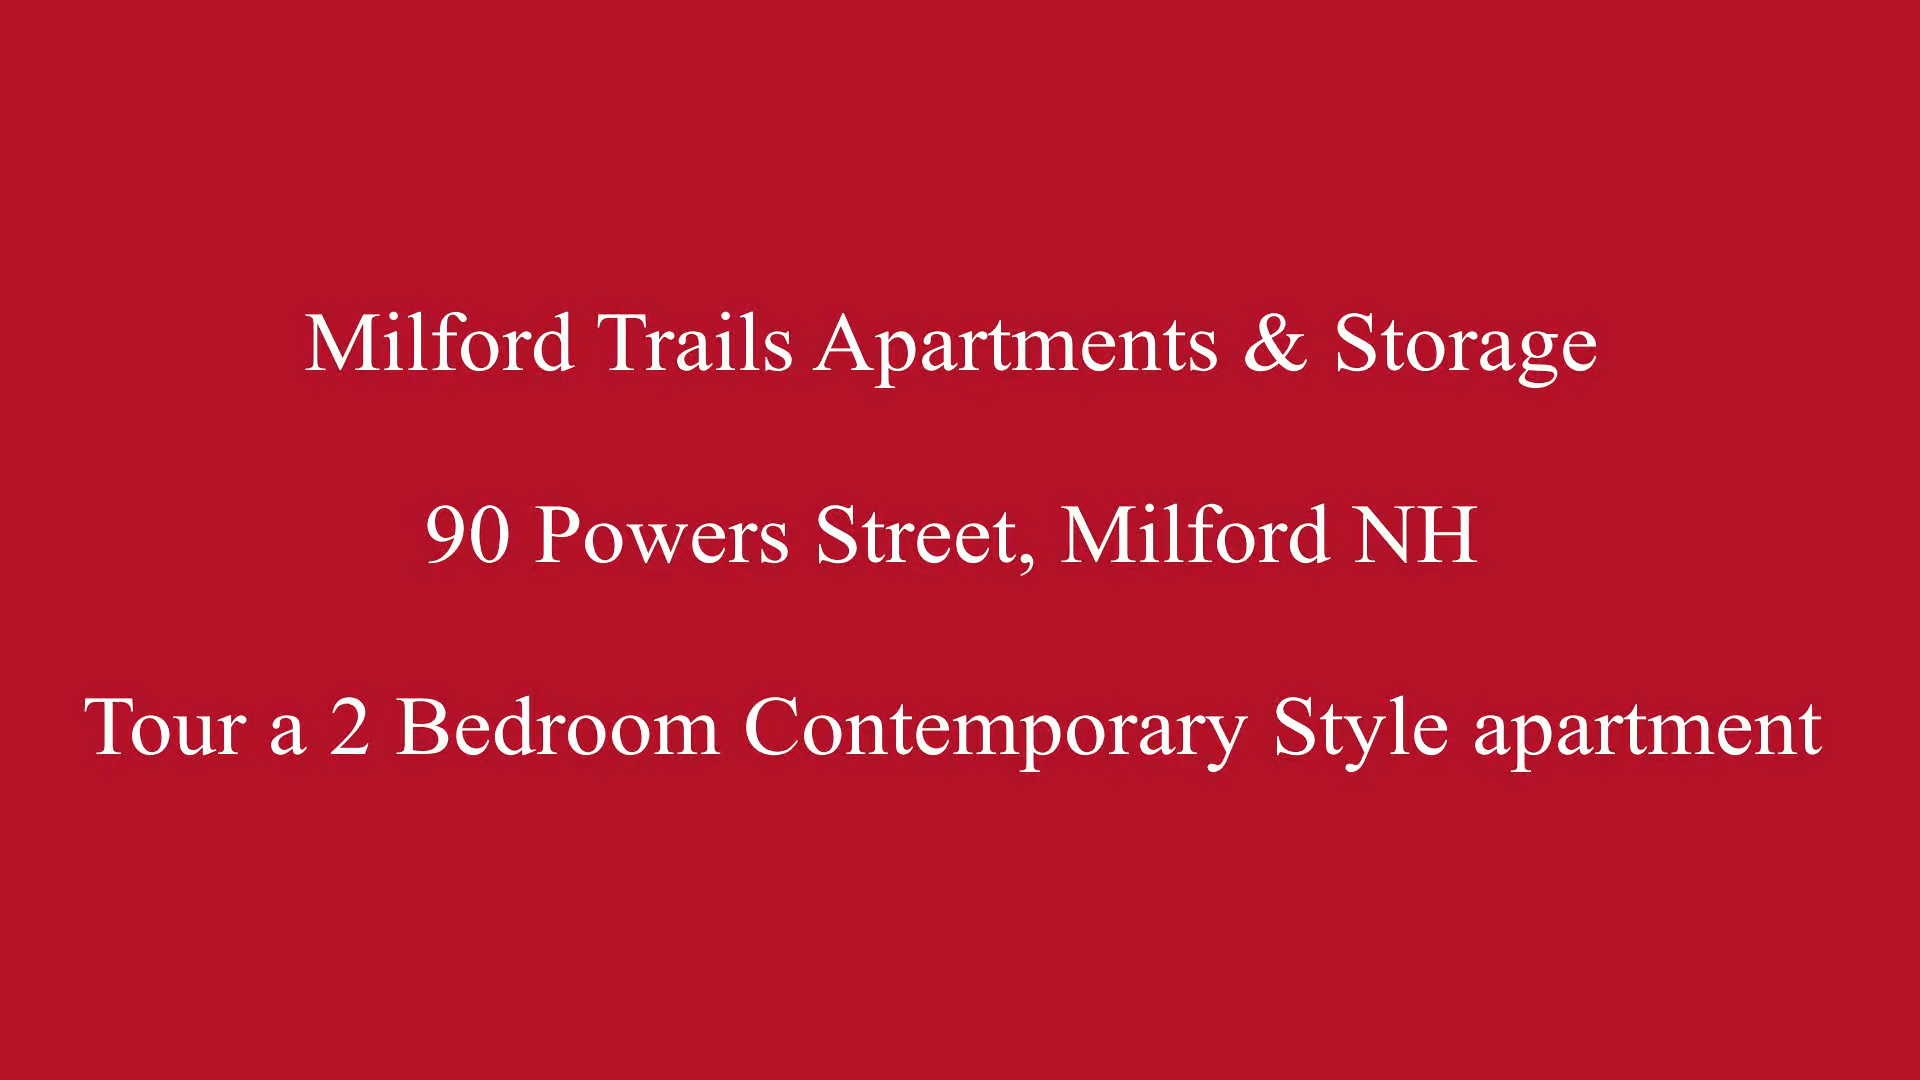 Milford Trails Apartments & Storage
90 Powers Street, Milford NH
Tour a 2 Bedroom Contemporary Style apartment